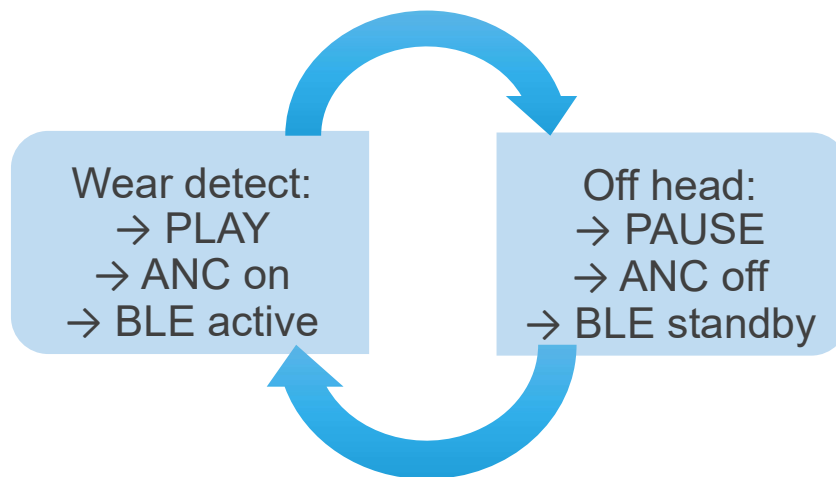 Wear detect:
→ PLAY
→ ANC on
→ BLE active
Off head:
→ PAUSE
→ ANC off
→ BLE standby